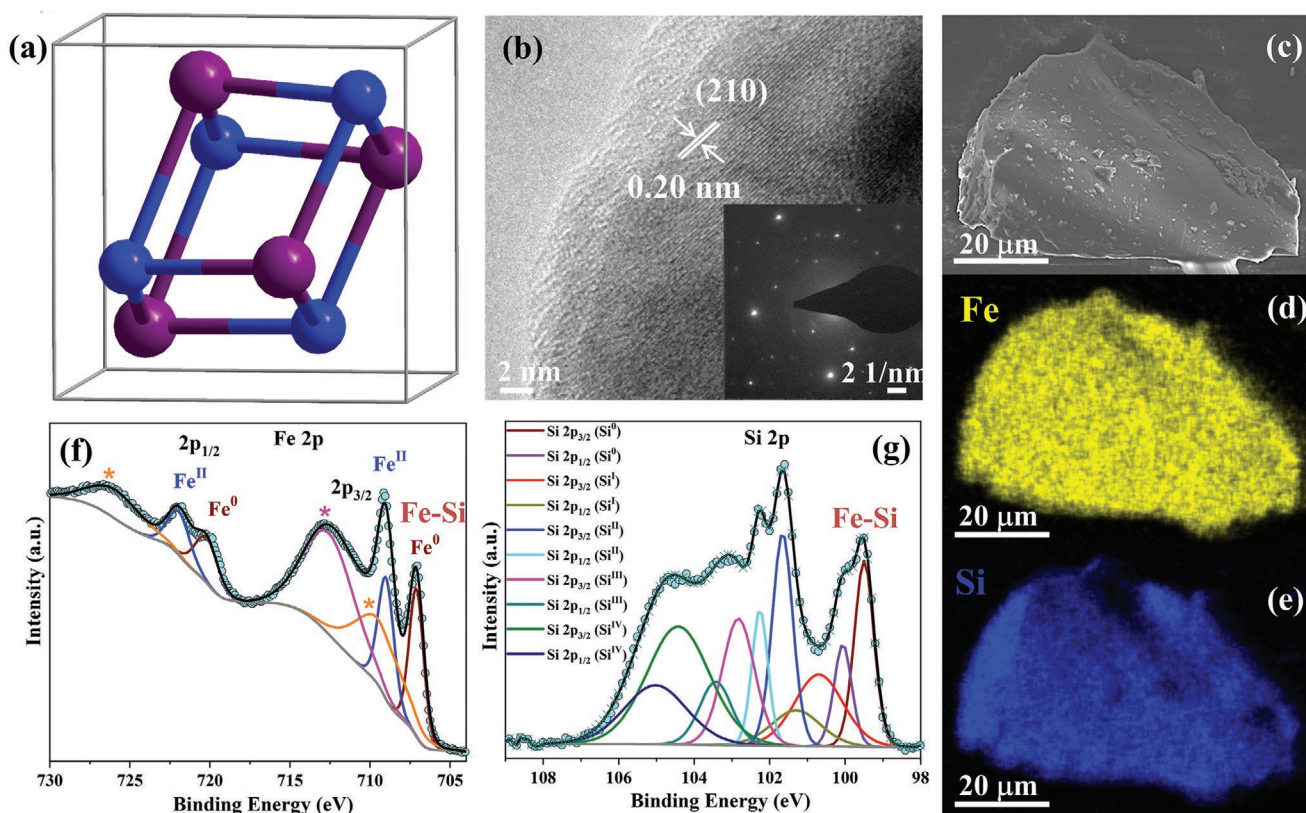 (a)
(b)
(210)
0.20 nm
2 nm
2 1/nm
(c)
20 μm
Fe
(d)
20 μm
Si
(e)
20 μm
(f)
2p1/2
Fe 2p
*
FeII
Fe0
*
2p3/2
FeII
Fe-Si
Fe0
*
Intensity (a.u.)
730 725 720 715 710 705
Binding Energy (eV)
(g)
Si 2p
Si 2p3/2 (Si0)
Si 2p1/2 (Si0)
Si 2p3/2 (SiI)
Si 2p1/2 (SiI)
Si 2p3/2 (SiII)
Si 2p1/2 (SiII)
Si 2p3/2 (SiIII)
Si 2p1/2 (SiIII)
Si 2p3/2 (SiIV)
Si 2p1/2 (SiIV)
Fe-Si
Intensity (a.u.)
108 106 104 102 100 98
Binding Energy (eV)